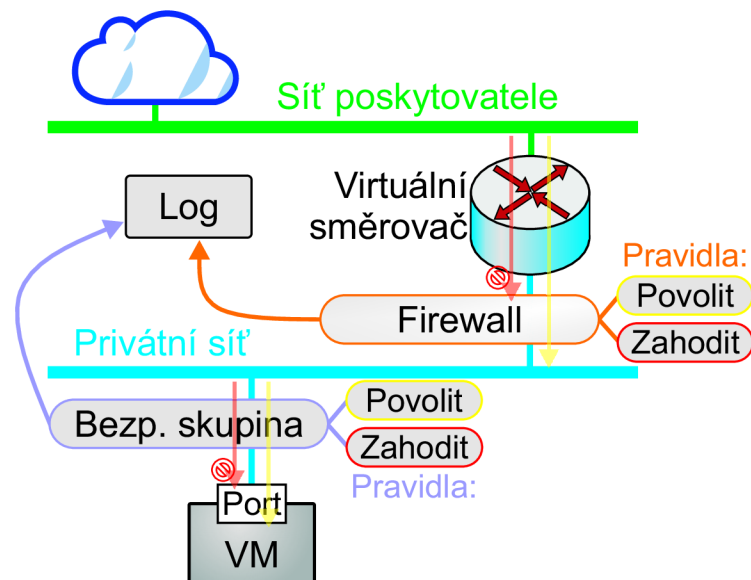 Síť poskytovatele
Log
Virtuální
směrovač
Pravidla:
Povolit
Firewall
Zahodit
Privátní síť
Povolit
Bezp. skupina
Zahodit
Pravidla:
Port
VM